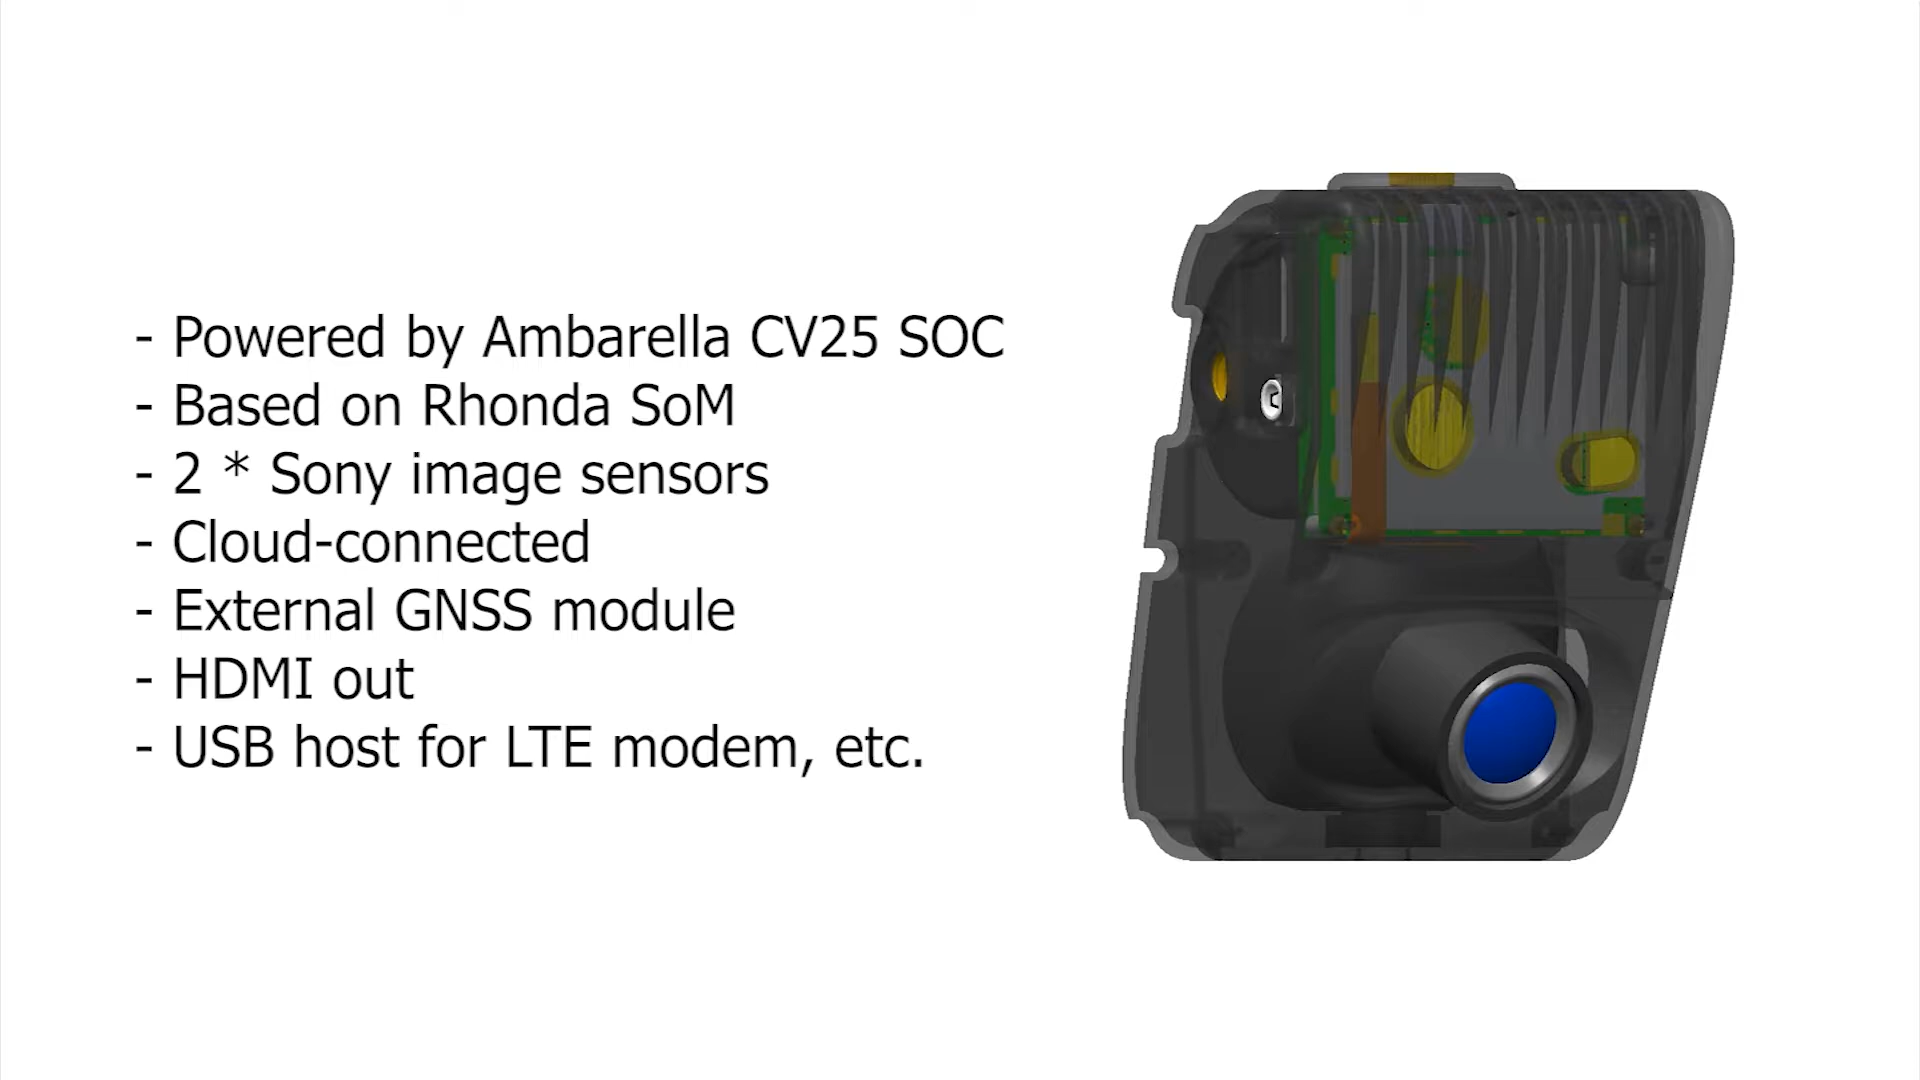 - Powered by Ambarella CV25 SOC
- Based on Rhonda SoM
- 2 * Sony image sensors
- Cloud-connected
- External GNSS module
- HDMI out
- USB host for LTE modem, etc.